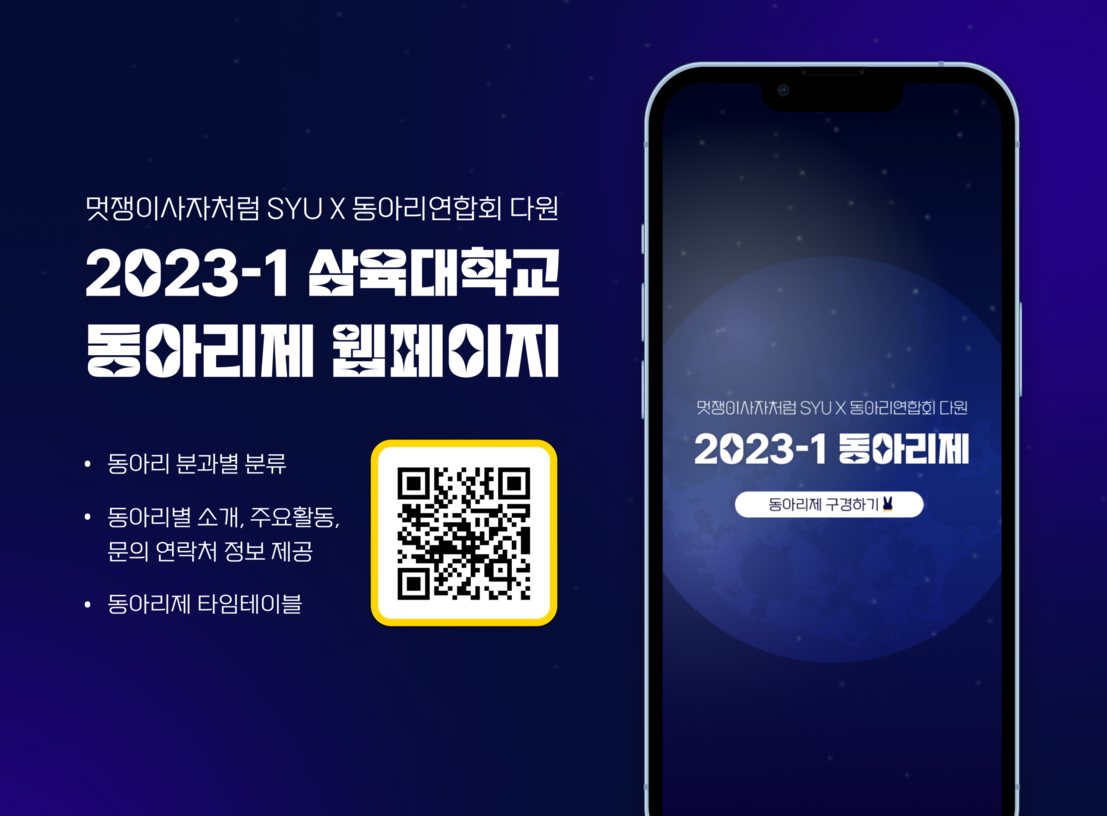 멋쟁이사자처럼 SYU X 동아리연합회 다원
2023-1 삼육대학교
동아리제 웹페이지
• 동아리 분과별 분류
• 동아리별 소개, 주요활동,
문의 연락처 정보 제공
• 동아리제 타임테이블
멋쟁이사자처럼 SYU X 동아리연합회 다원
2023-1 동아리제
동아리제 구경하기